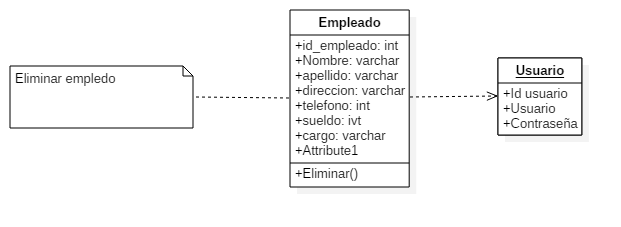 Eliminar empledo
Empleado
+id_empleado: int
+Nombre: varchar
+apellido: varchar
+direccion: varchar
+telefono: int
+sueldo: ivt
+cargo: varchar
+Attribute1
+Eliminar()
Usuario
+Id usuario
+Usuario
+Contraseña